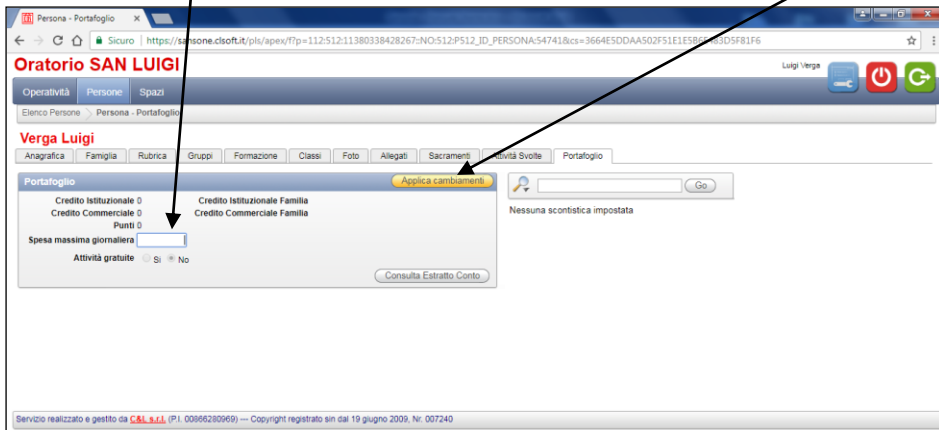 Persona - Portafoglio
Sicuro | https://sansone.clsoft.it/pls/apex/f?p=112:512:11380338428267::NO:512:P512_ID_PERSONA:54741&cs=3664E5DDAA502F51E1E5B6
Oratorio SAN LUIGI
Luigi Verga
Operatività Persone Spazi
Elenco Persone Persona - Portafoglio
Verga Luigi
Anagrafica Famiglia Rubrica Gruppi Formazione Classi Foto Allegati Sacramenti Attività Svolte Portafoglio
Portafoglio Applica cambiamenti
Go
Credito Istituzionale 0 Credito Istituzionale Familia
Credito Commerciale 0 Credito Commerciale Familia
Nessuna scontistica impostata
Punti 0
Spesa massima giornaliera
Attività gratuite Si No
Consulta Estratto Conto
Servizio realizzato e gestito da C&L s.r.l. (P.I. 00866280969) --- Copyright registrato sin dal 19 giugno 2009, Nr. 007240